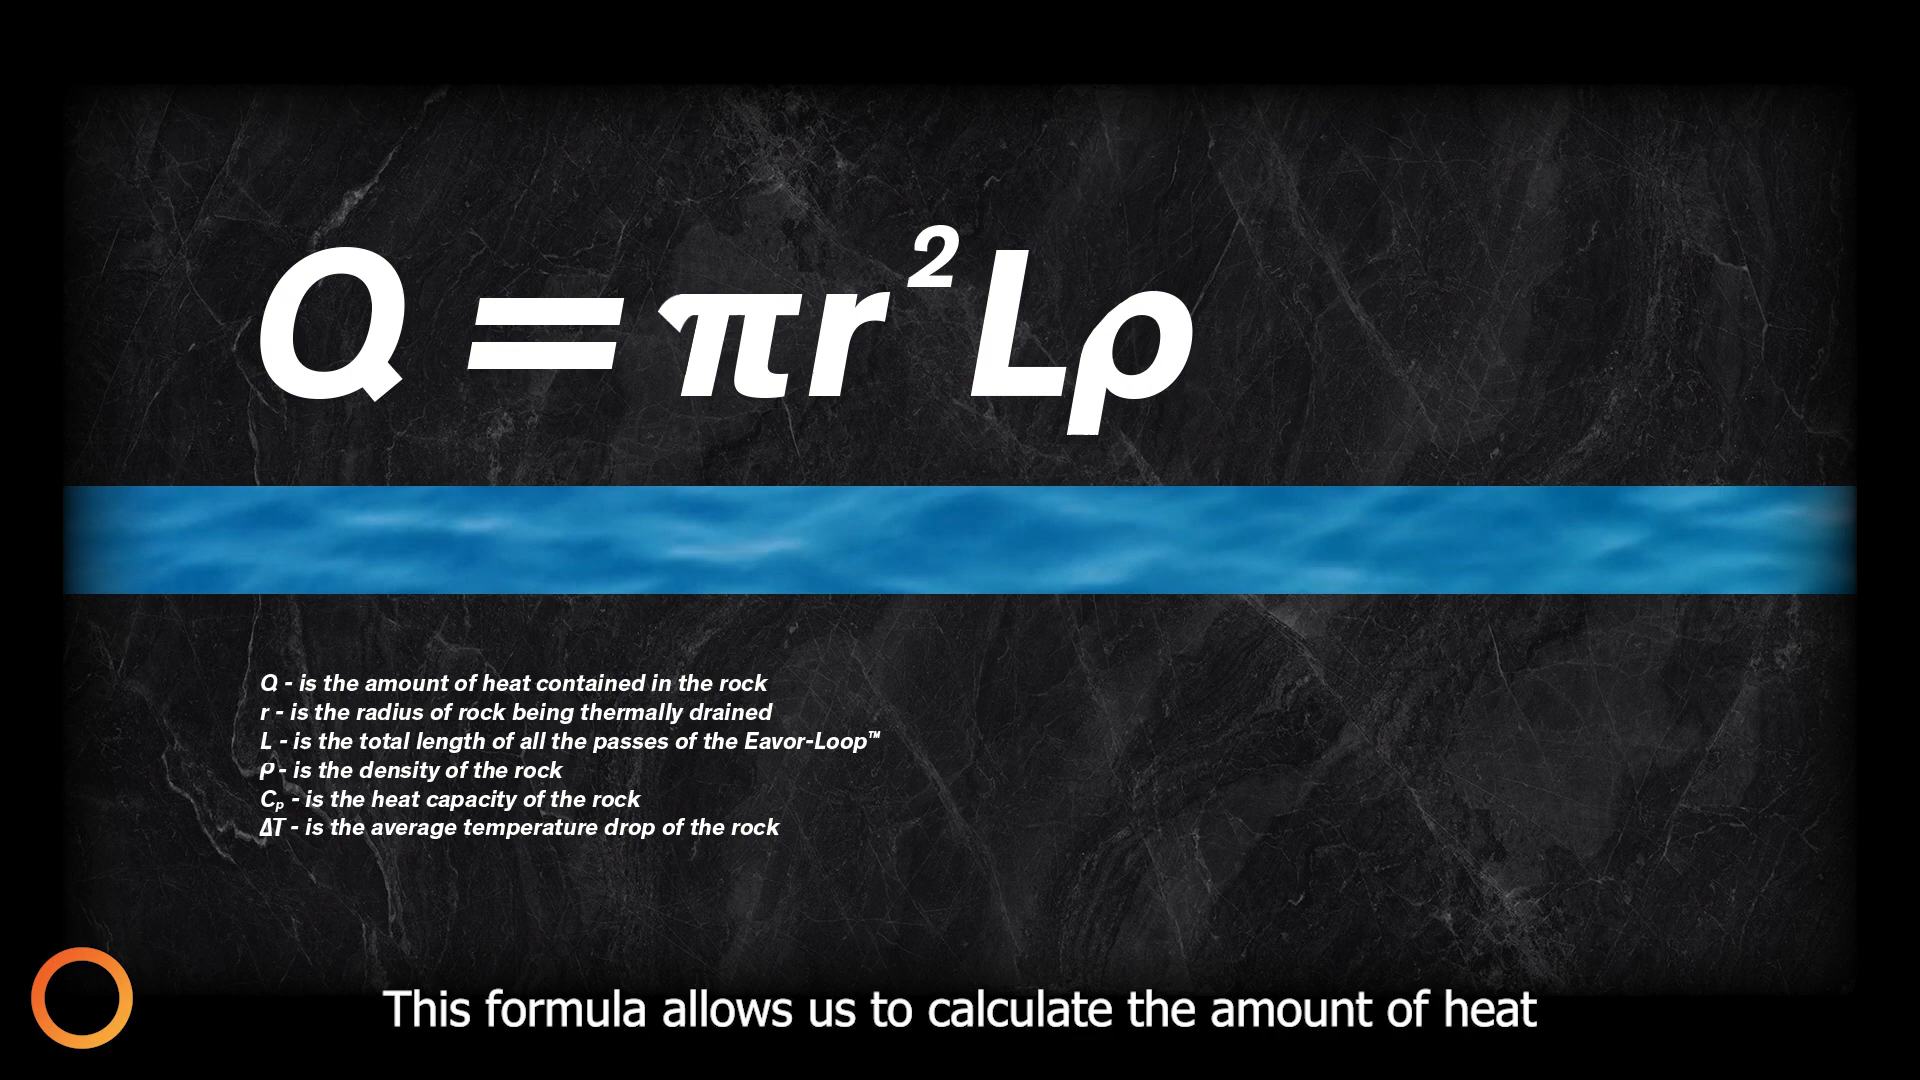 Q = πr²Lρ
Q - is the amount of heat contained in the rock
r - is the radius of rock being thermally drained
L - is the total length of all the passes of the Eavor-Loop™
ρ - is the density of the rock
Cₚ - is the heat capacity of the rock
ΔT - is the average temperature drop of the rock
This formula allows us to calculate the amount of heat